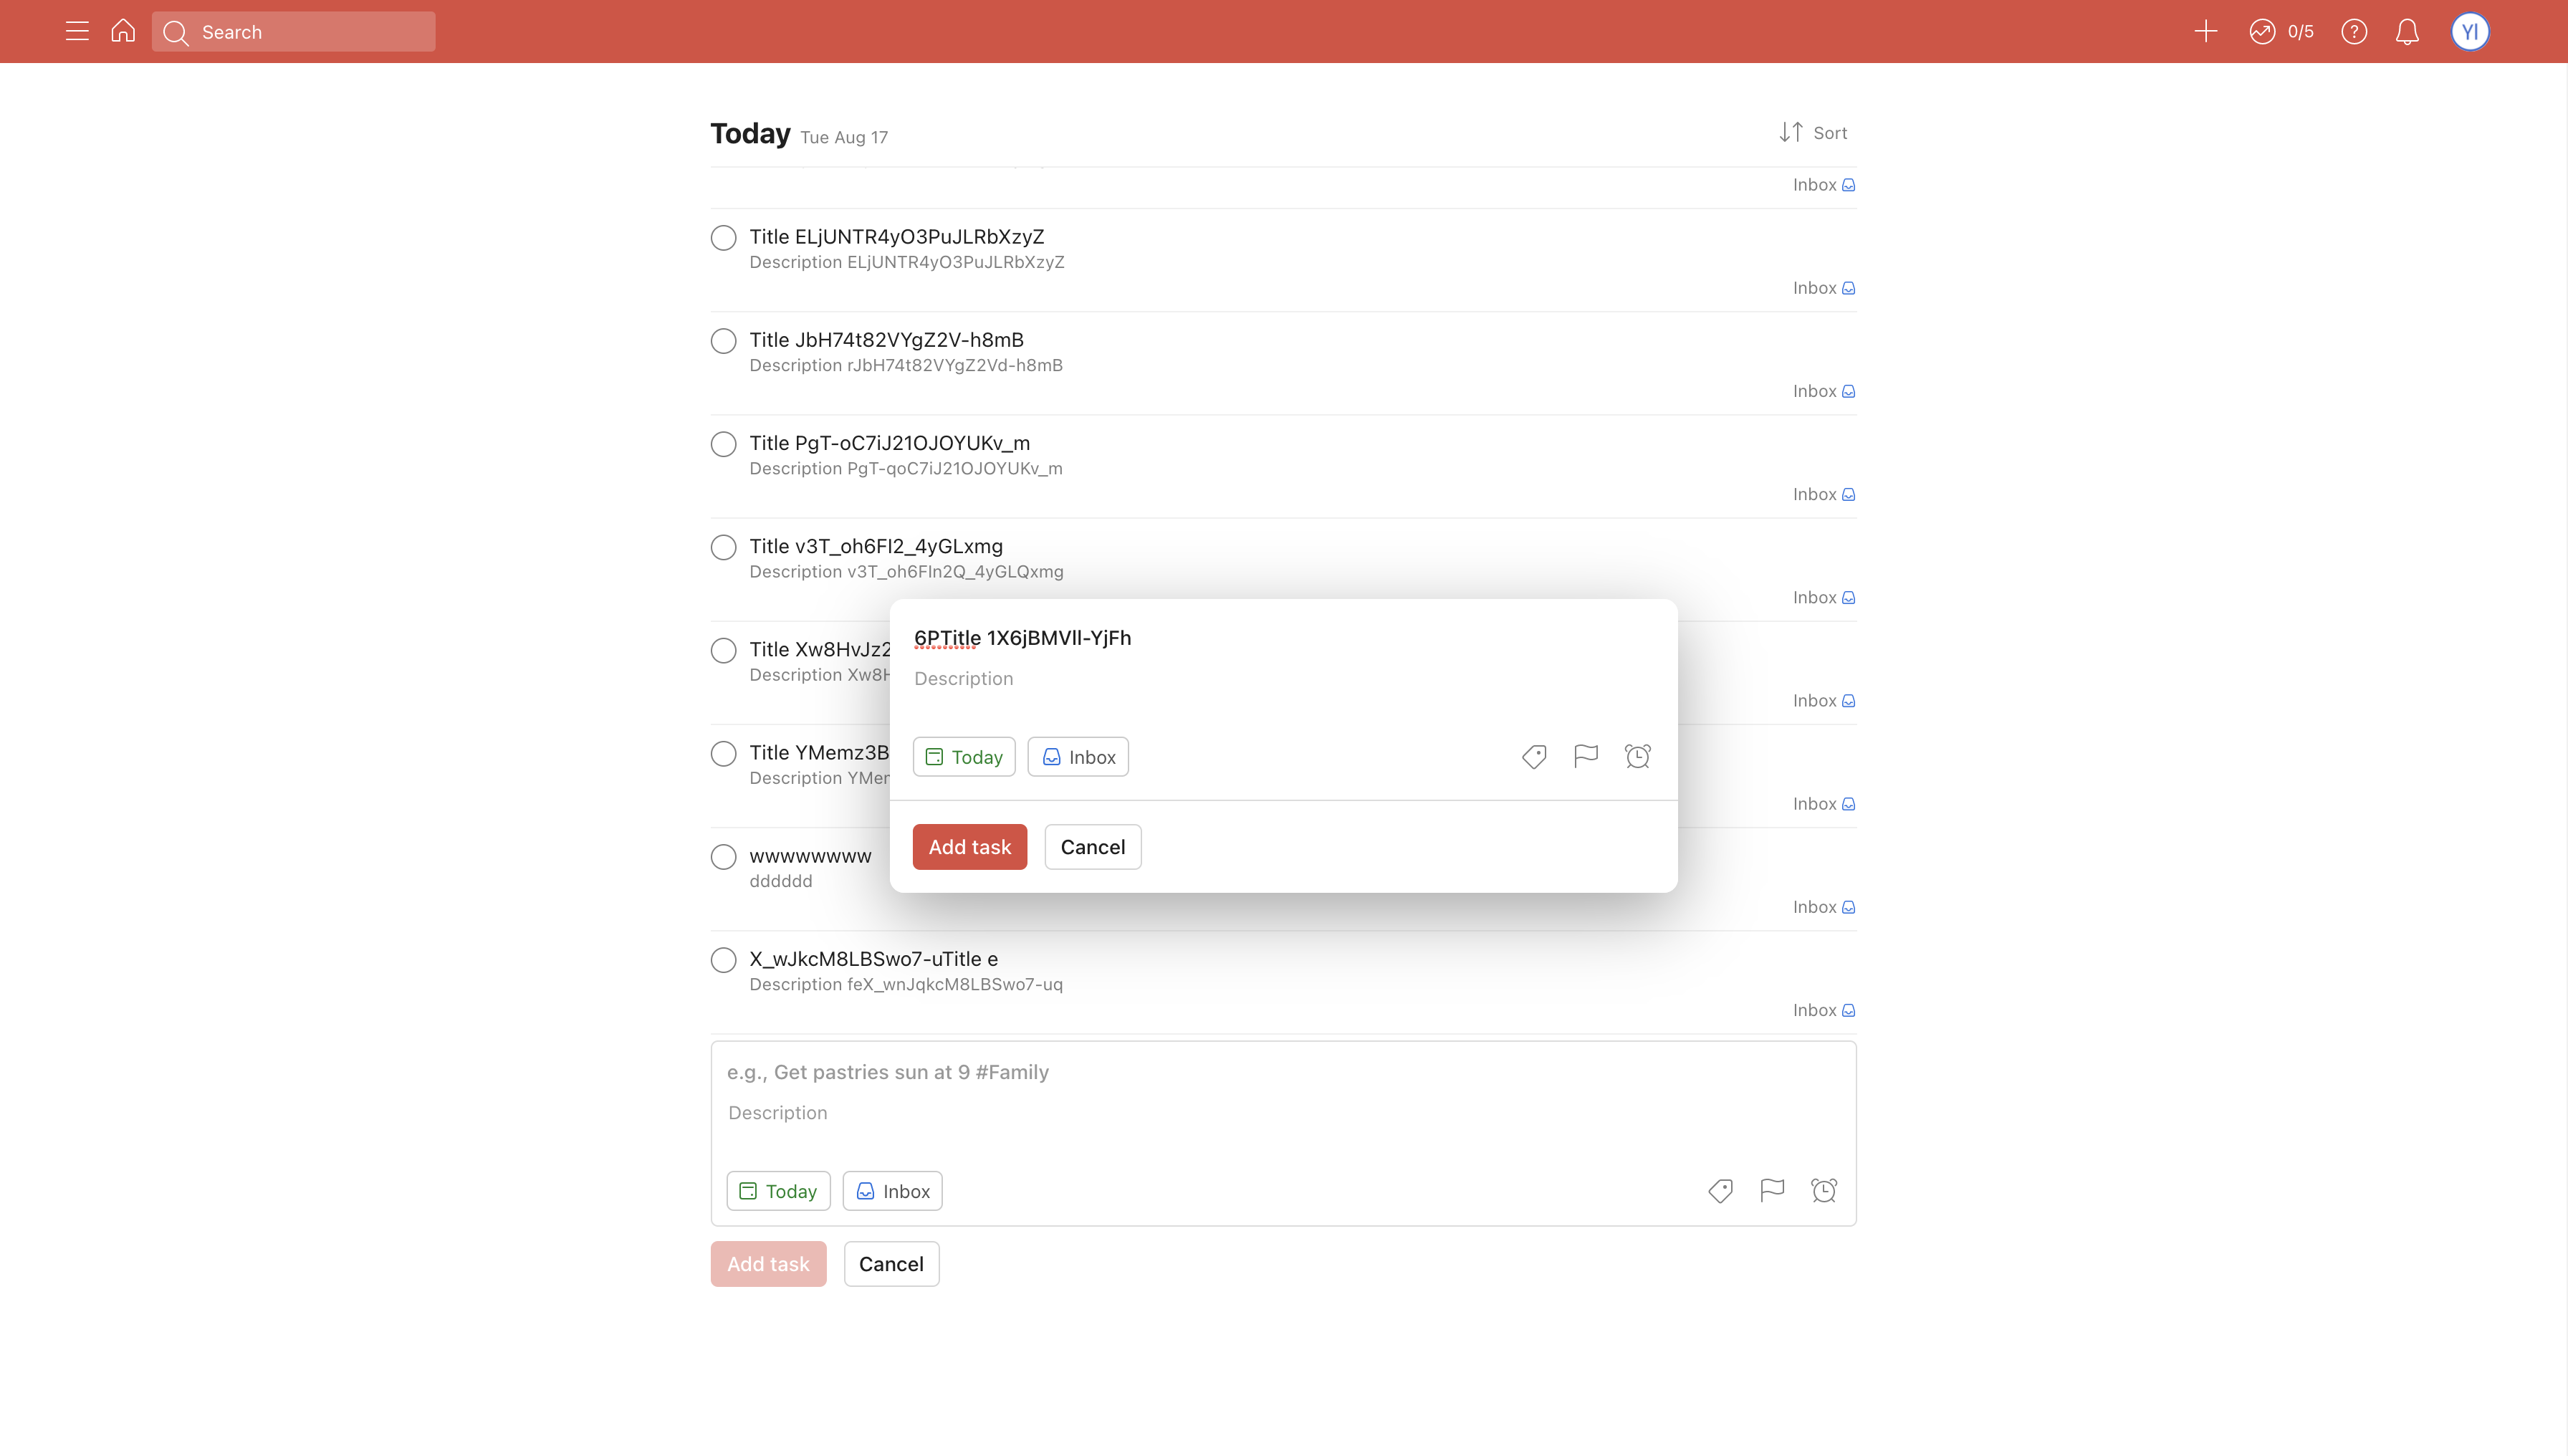 Search
0/5
Yl
Today Tue Aug 17
Sort
Inbox
Title ELjUNTR4yO3PuJLRbXzyZ
Description ELjUNTR4yO3PuJLRbXzyZ
Inbox
Title JbH74t82VYgZ2V-h8mB
Description rJbH74t82VYgZ2Vd-h8mB
Inbox
Title PgT-oC7iJ21OJOYUKv_m
Description PgT-qoC7iJ21OJOYUKv_m
Inbox
Title v3T_oh6Fl2_4yGLxmg
Description v3T_oh6Fln2Q_4yGLQxmg
Inbox
Title Xw8HvJz2
Description Xw8H
Inbox
Title YMemz3B
Description YMer
Inbox
wwwwwwww
dddddd
Inbox
X_wJkcM8LBSwo7-uTitle e
Description feX_wnJqkcM8LBSwo7-uq
Inbox
6PTitle 1X6jBMVll-YjFh
Description
Today Inbox
Add task Cancel
e.g., Get pastries sun at 9 #Family
Description
Today Inbox
Add task Cancel